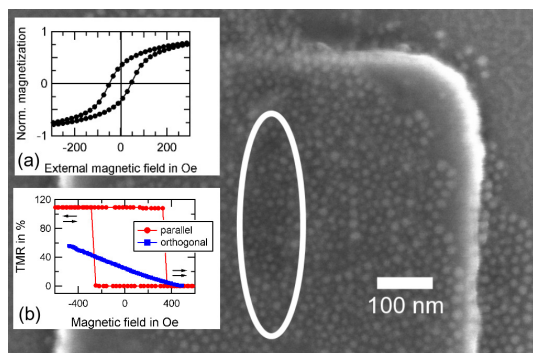 1
0
-1
Norm. magnetization
-200
0
200
External magnetic field in Oe
(a)
120
80
40
0
TMR in %
parallel
orthogonal
-400
0
400
Magnetic field in Oe
(b)
100 nm